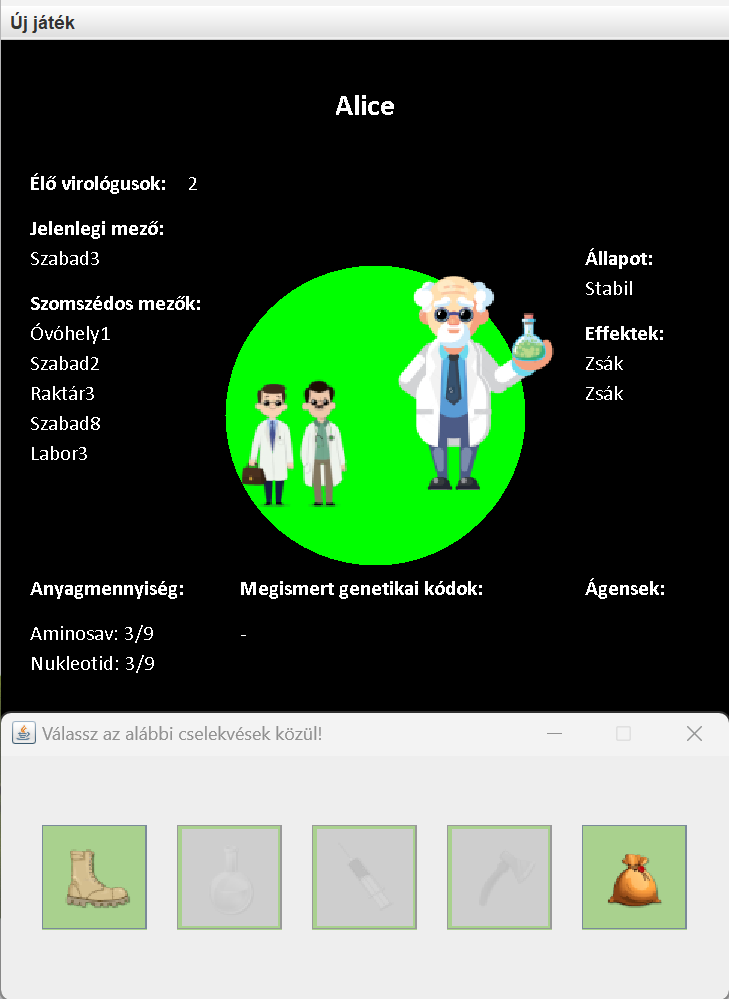 Új játék
Alice
Élő virológusok: 2
Jelenlegi mező:
Szabad3
Szomszédos mezők:
Óvóhely1
Szabad2
Raktár3
Szabad8
Labor3
Állapot:
Stabil
Effektek:
Zsák
Zsák
Anyagmennyiség:
Aminosav: 3/9
Nukleotid: 3/9
Megismert genetikai kódok:
-
Ágensek:
Válassz az alábbi cselekvések közül!